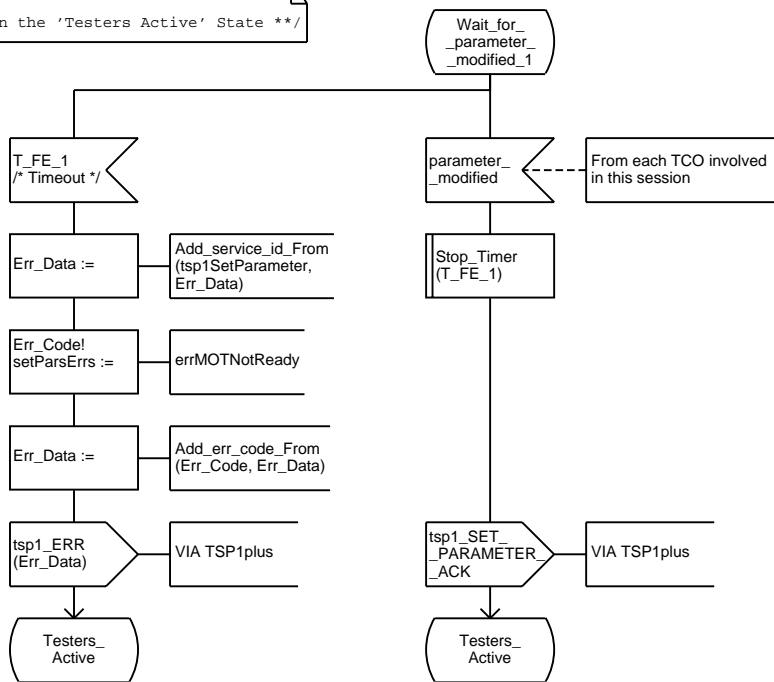 n the 'Testers Active' State **/
Wait_for_
_parameter_
_modified_1
T_FE_1
/* Timeout */
parameter_
_modified
From each TCO involved
in this session
Err_Data :=
Add_service_id_From
(tsp1SetParameter,
Err_Data)
Stop_Timer
(T_FE_1)
Err_Code!
setParsErrs :=
errMOTNotReady
Err_Data :=
Add_err_code_From
(Err_Code, Err_Data)
tsp1_ERR
(Err_Data)
VIA TSP1plus
tsp1_SET_
_PARAMETER_
_ACK
VIA TSP1plus
Testers_
Active
Testers_
Active